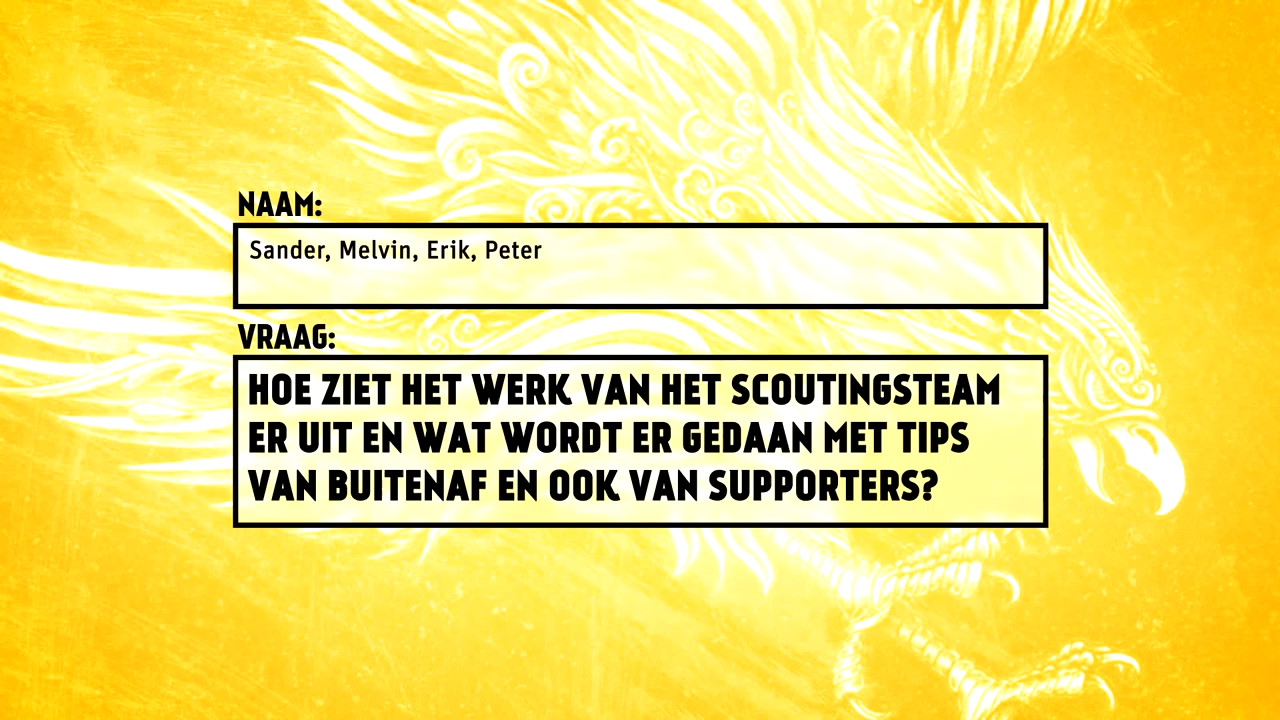 NAAM:
Sander, Melvin, Erik, Peter
VRAAG:
HOE ZIET HET WERK VAN HET SCOUTINGSTEAM
ER UIT EN WAT WORDT ER GEDAAN MET TIPS
VAN BUITENAF EN OOK VAN SUPPORTERS?